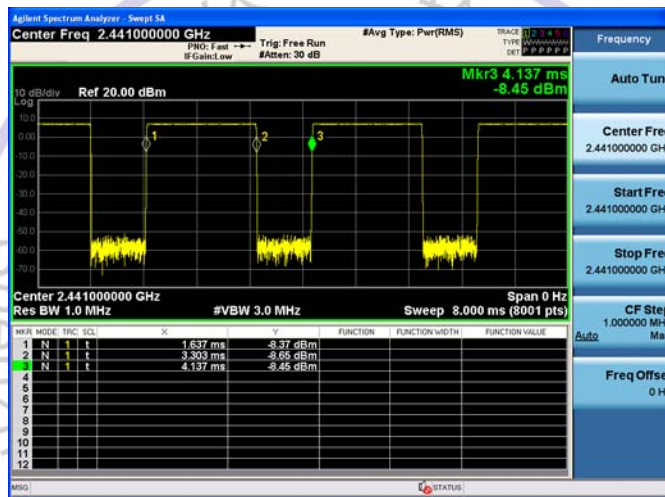 Agilent Spectrum Analyzer - Swept SA
Center Freq 2.441000000 GHz
PNO: Fast
IFGain:Low
Trig: Free Run
#Atten: 30 dB
#Avg Type: Pwr(RMS)
TRACE 1 2 3 4 5 6
TYPE
DET P P P P P P
Mkr3 4.137 ms
-8.45 dBm
10 dB/div Ref 20.00 dBm
Log
10.0
0.00
-10.0
-20.0
-30.0
-40.0
-50.0
-60.0
-70.0
1
2
3
Center 2.441000000 GHz
Span 0 Hz
Res BW 1.0 MHz
#VBW 3.0 MHz
Sweep 8.000 ms (8001 pts)
MKR MODE TRC SCL X Y FUNCTION FUNCTION WIDTH FUNCTION VALUE
1 N 1 t 1.637 ms -8.37 dBm
2 N 1 t 3.303 ms -8.65 dBm
3 N 1 t 4.137 ms -8.45 dBm
4
5
6
7
8
9
10
11
12
MSG
STATUS
Frequency
Auto Tun
Center Fre
2.441000000 GH
Start Fre
2.441000000 GH
Stop Fre
2.441000000 GH
CF Ste
1.000000 MH
Auto Ma
Freq Offse
0 H